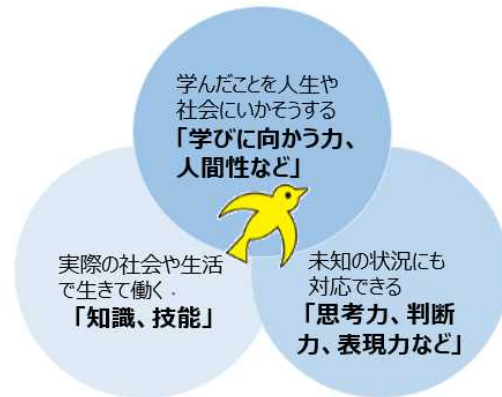 学んだことを人生や
社会にいかそうする
「学びに向かう力、
人間性など」
実際の社会や生活
で生きて働く.
「知識、技能」
未知の状況にも
対応できる
「思考力、判断
力、表現力など」